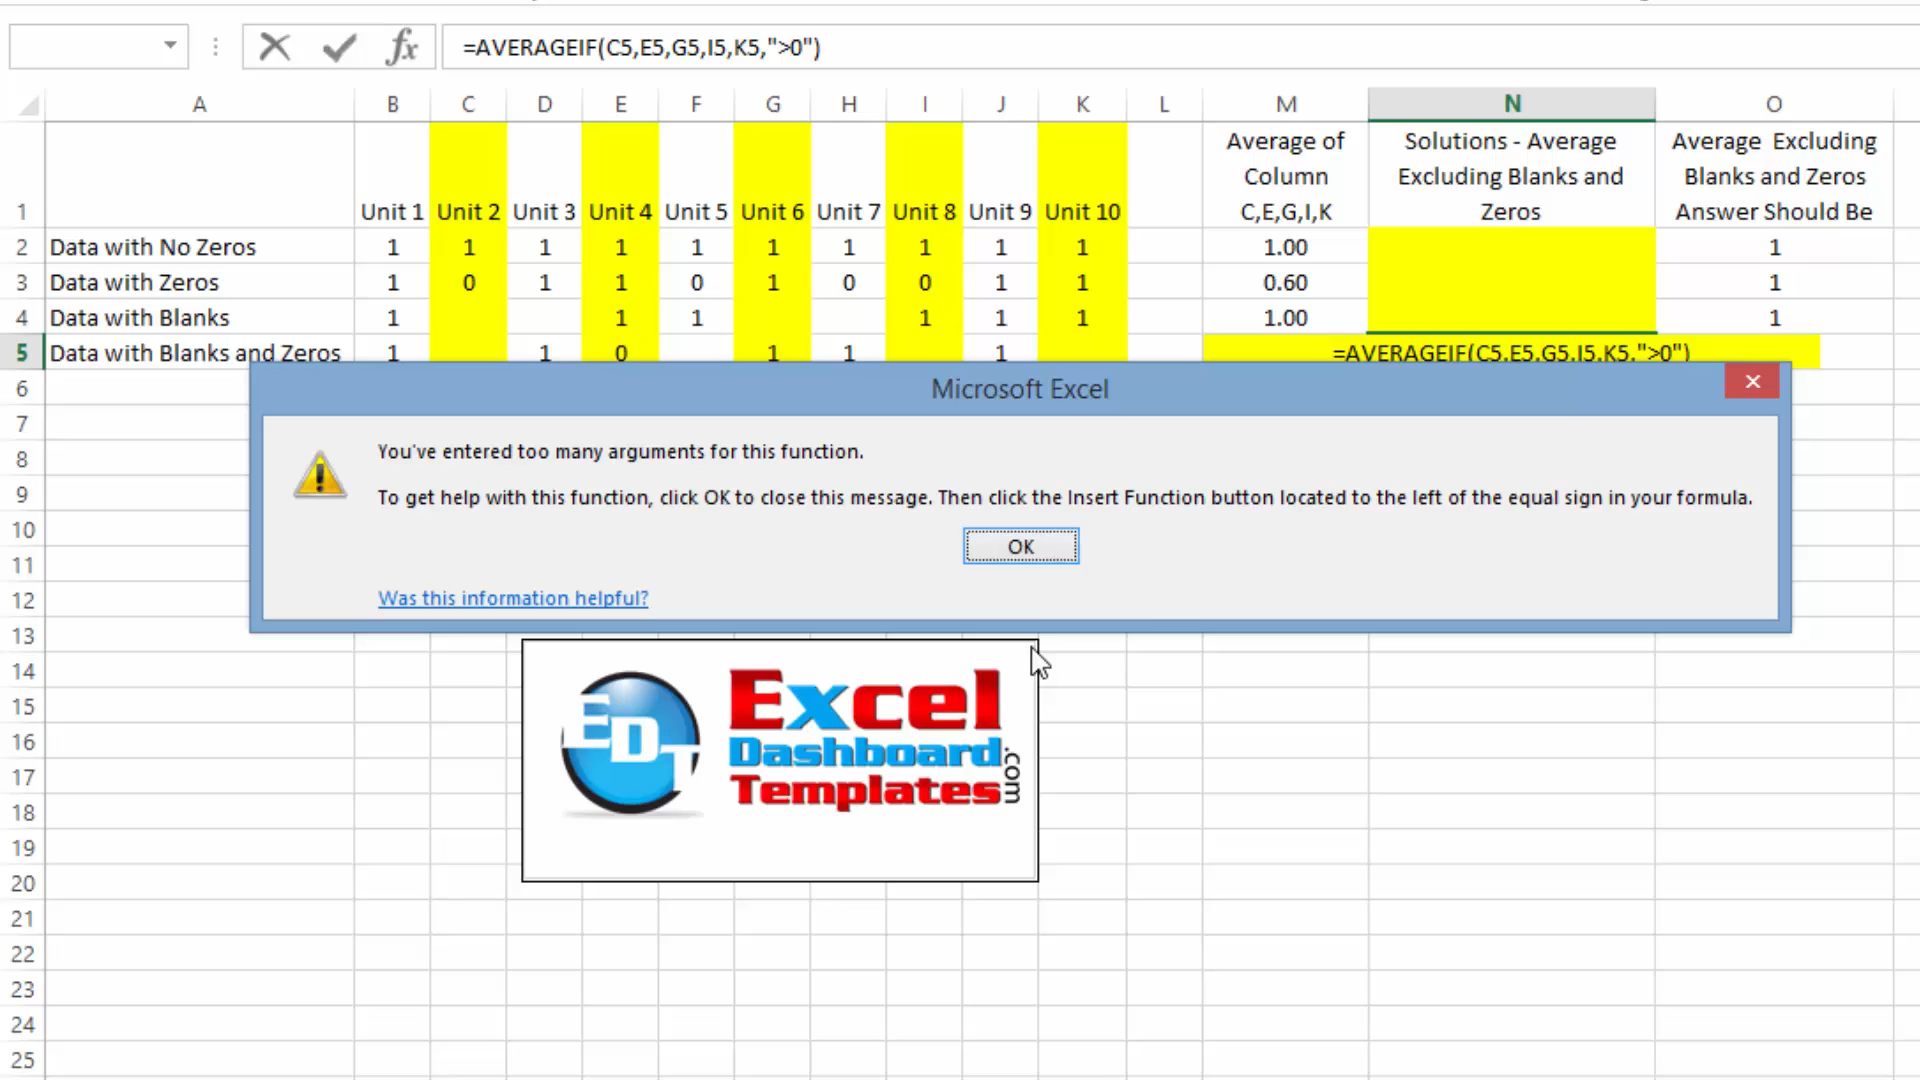 =AVERAGEIF(C5,E5,G5,I5,K5,">0")
A B C D E F G H I J K L M N O
Average of Solutions - Average Average Excluding
Column Excluding Blanks and Blanks and Zeros
1 Unit 1 Unit 2 Unit 3 Unit 4 Unit 5 Unit 6 Unit 7 Unit 8 Unit 9 Unit 10 C,E,G,I,K Zeros Answer Should Be
2 Data with No Zeros 1 1 1 1 1 1 1 1 1 1 1.00 1
3 Data with Zeros 1 0 1 1 0 1 0 0 1 1 0.60 1
4 Data with Blanks 1 1 1 1 1 1 1.00 1
5 Data with Blanks and Zeros 1 1 0 1 1 1 =AVERAGEIF(C5,E5,G5,I5,K5,">0")
6
Microsoft Excel
7
8 You've entered too many arguments for this function.
9 To get help with this function, click OK to close this message. Then click the Insert Function button located to the left of the equal sign in your formula.
10
11 OK
12 Was this information helpful?
13
14
15 Excel
16 EDT Dashboard .com
17 Templates
18
19
20
21
22
23
24
25